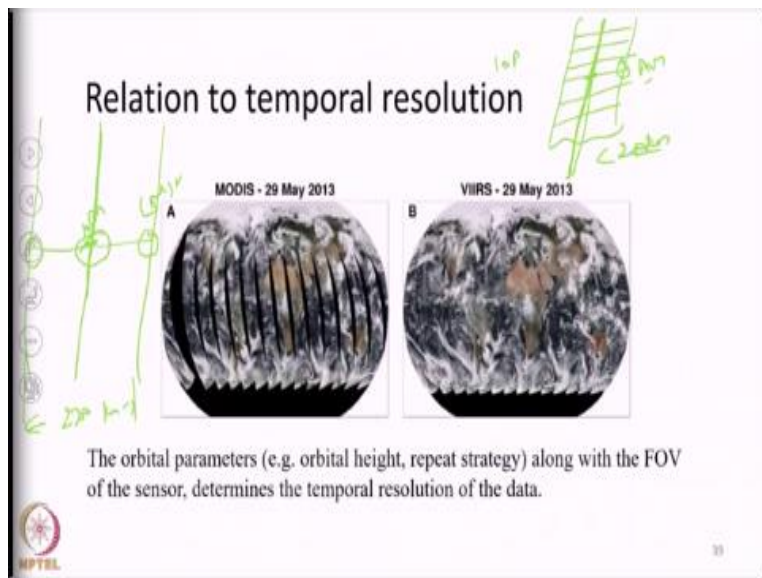 Relation to temporal resolution
MODIS - 29 May 2013
VIIRS - 29 May 2013
A
B
The orbital parameters (e.g. orbital height, repeat strategy) along with the FOV
of the sensor, determines the temporal resolution of the data.
NPTEL